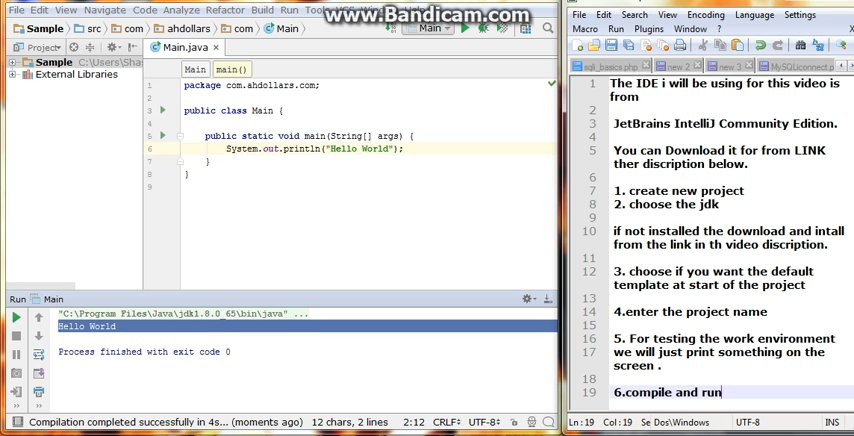 File Edit View Navigate Code Analyze Refactor Build Run
www.Bandicam.com
Sample src com ahdollars com Main
Main
Project
Main.java
Sample
External Libraries
Main main()
1 package com.ahdollars.com;
2
3 public class Main {
4
5 public static void main(String[] args) {
6 System.out.println("Hello World");
7 }
8 }
9
Run Main
"C:\Program Files\Java\jdk1.8.0_65\bin\java" ...
Hello World
Process finished with exit code 0
Compilation completed successfully in 4s... (moments ago) 12 chars, 2 lines 2:12 CRLF÷ UTF-8÷
File Edit Search View Encoding Language Settings
Macro Run Plugins Window ?
sqli_basics.php new 2 new 3 MySQLiconnect.p
1 The IDE i will be using for this video is
from
2
3 JetBrains IntelliJ Community Edition.
4
5 You can Download it for from LINK
ther discription below.
6
7 1. create new project
8 2. choose the jdk
9
10 if not installed the download and intall
from the link in th video discription.
11
12 3. choose if you want the default
template at start of the project
13
14 4.enter the project name
15
16 5. For testing the work environment
17 we will just print something on the
screen .
18
19 6.compile and run
Ln:19 Col:19 Se Dos\Windows UTF-8 INS